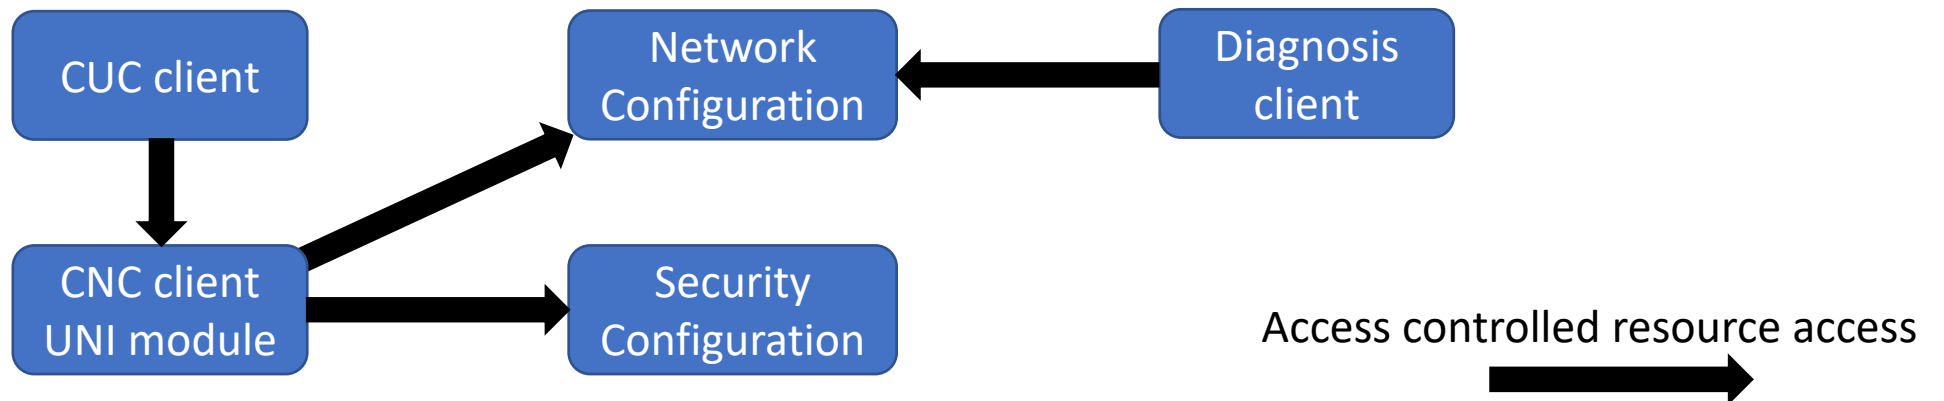 CUC client
Network
Configuration
Diagnosis
client
CNC client
UNI module
Security
Configuration
Access controlled resource access